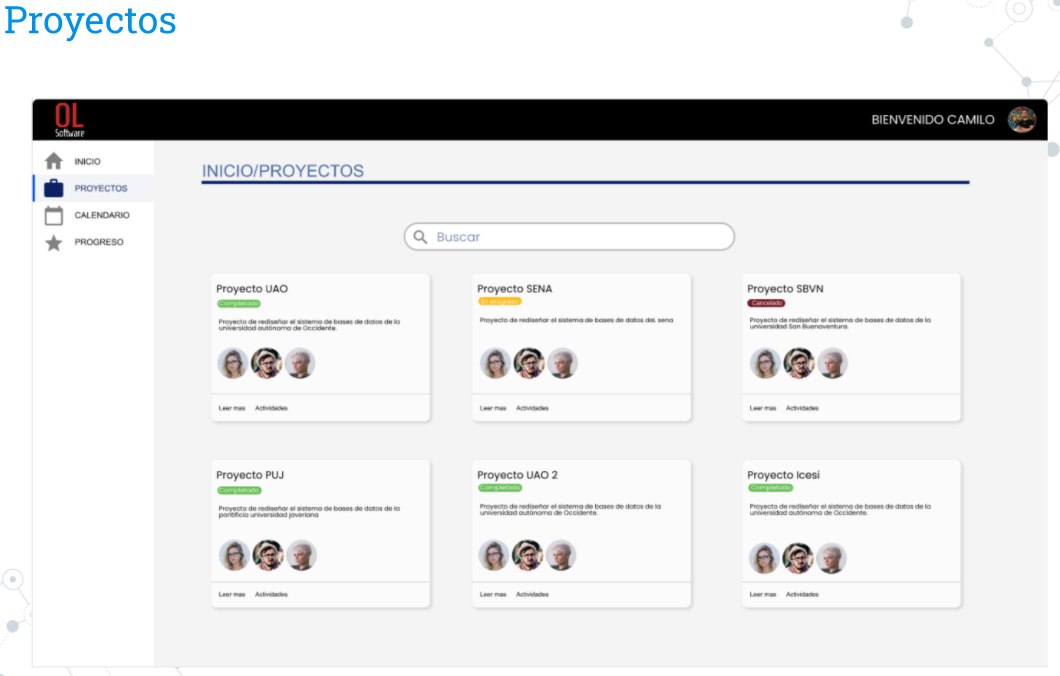 Proyectos
OL
Software
BIENVENIDO CAMILO
INICIO
PROYECTOS
CALENDARIO
PROGRESO
INICIO/PROYECTOS
Buscar
Proyecto UAO
Completado
Proyecto de rediseñar el sistema de bases de datos de la
universidad autónoma de Occidente.
Leer mas Actividades
Proyecto SENA
En progreso
Proyecto de rediseñar el sistema de bases de datos del sena
Leer mas Actividades
Proyecto SBVN
Cancelado
Proyecto de rediseñar el sistema de bases de datos de la
universidad San Buenaventura.
Leer mas Actividades
Proyecto PUJ
Completado
Proyecto de rediseñar el sistema de bases de datos de la
pontificia universidad javeriana
Leer mas Actividades
Proyecto UAO 2
Completado
Proyecto de rediseñar el sistema de bases de datos de la
universidad autónoma de Occidente.
Leer mas Actividades
Proyecto Icesi
Completado
Proyecto de rediseñar el sistema de bases de datos de la
universidad autónoma de Occidente.
Leer mas Actividades